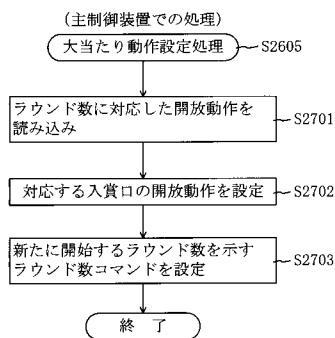 (主制御装置での処理)
大当たり動作設定処理
S2605
ラウンド数に対応した開放動作を
読み込み
S2701
対応する入賞口の開放動作を設定
S2702
新たに開始するラウンド数を示す
ラウンド数コマンドを設定
S2703
終 了